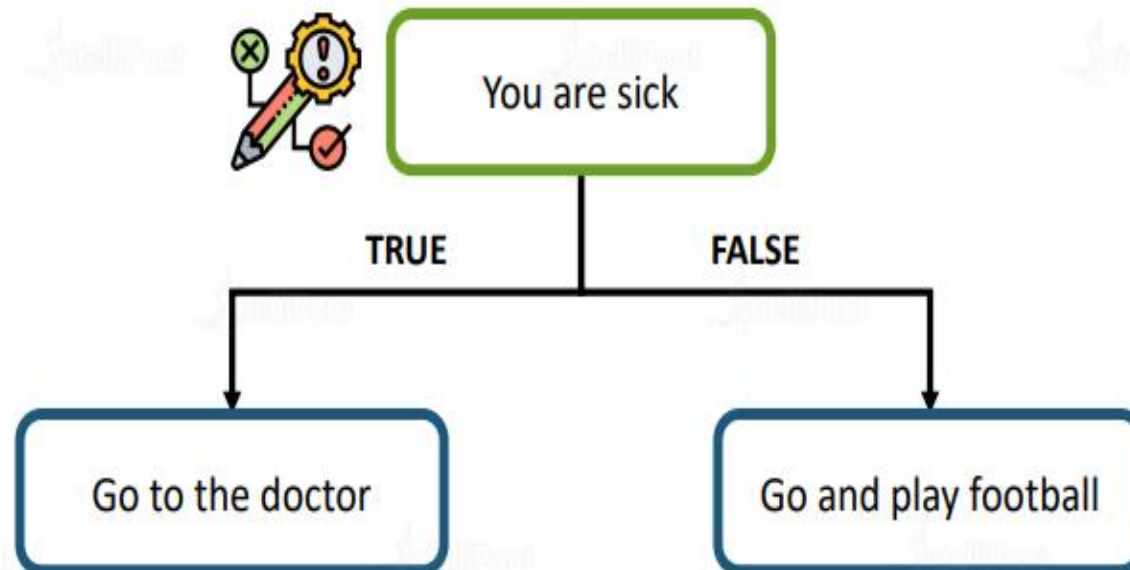 You are sick
TRUE
FALSE
Go to the doctor
Go and play football